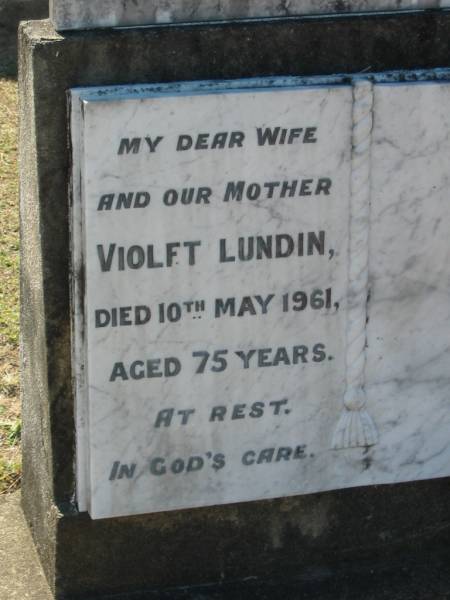 MY DEAR WIFE
AND OUR MOTHER
VIOLET LUNDIN,
DIED 10TH MAY 1961,
AGED 75 YEARS.
AT REST.
IN GOD'S CARE.